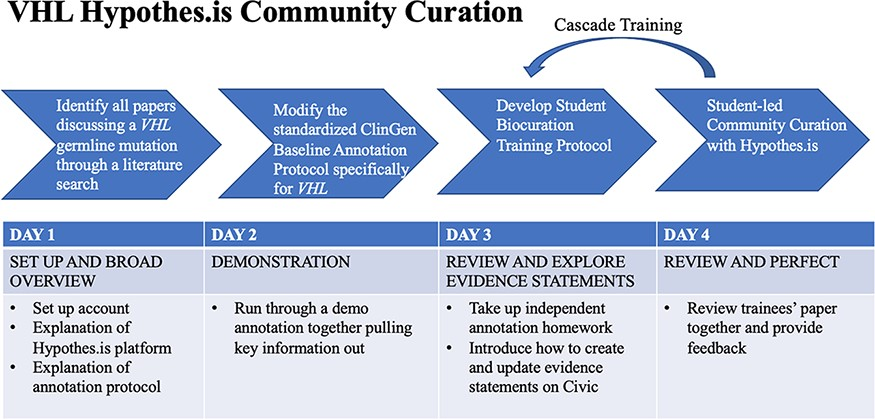 VHL Hypothes.is Community Curation
Cascade Training
Identify all papers
discussing a VHL
germline mutation
through a literature
search
Modify the
standardized ClinGen
Baseline Annotation
Protocol specifically
for VHL
Develop Student
Biocuration
Training Protocol
Student-led
Community Curation
with Hypothes.is
DAY 1
DAY 2
DAY 3
DAY 4
SET UP AND BROAD
OVERVIEW
DEMONSTRATION
REVIEW AND EXPLORE
EVIDENCE STATEMENTS
REVIEW AND PERFECT
• Set up account
• Explanation of
Hypothes.is platform
• Explanation of
annotation protocol
• Run through a demo
annotation together pulling
key information out
• Take up independent
annotation homework
• Introduce how to create
and update evidence
statements on Civic
• Review trainees' paper
together and provide
feedback